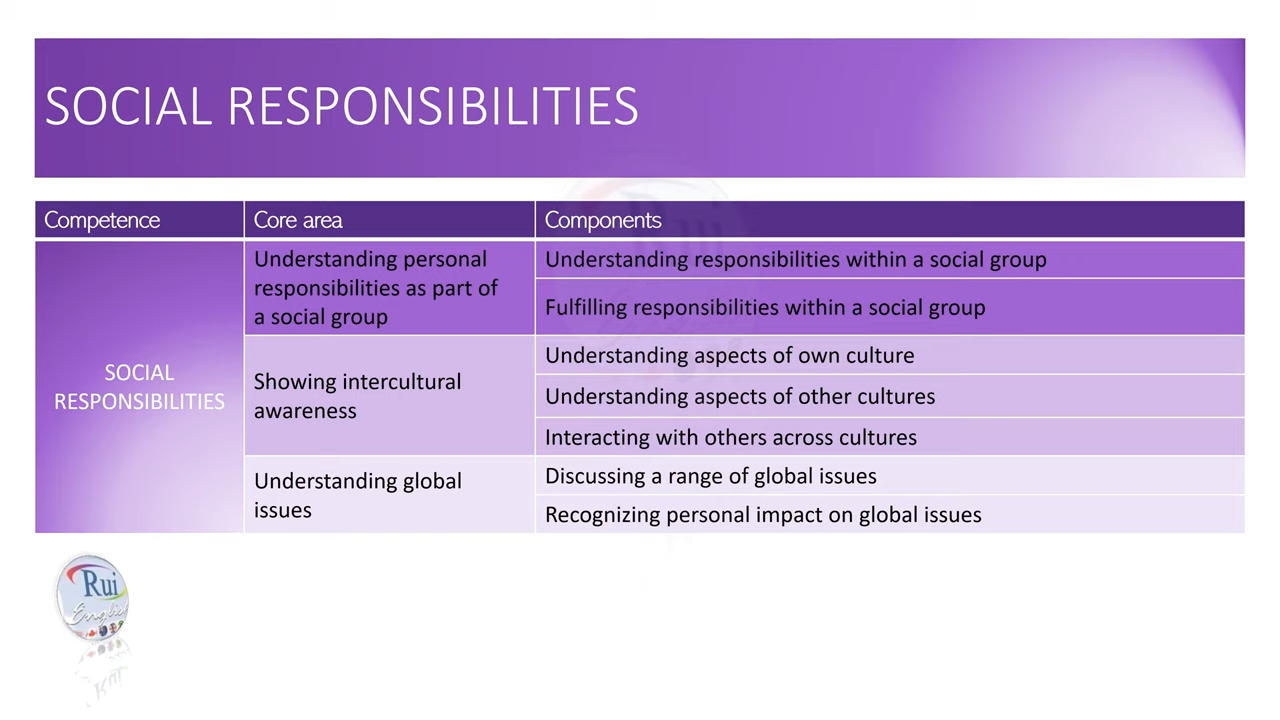 SOCIAL RESPONSIBILITIES
Competence
Core area
Components
SOCIAL
RESPONSIBILITIES
Understanding personal
responsibilities as part of
a social group
Understanding responsibilities within a social group
Fulfilling responsibilities within a social group
Showing intercultural
awareness
Understanding aspects of own culture
Understanding aspects of other cultures
Interacting with others across cultures
Understanding global
issues
Discussing a range of global issues
Recognizing personal impact on global issues
Rui
English